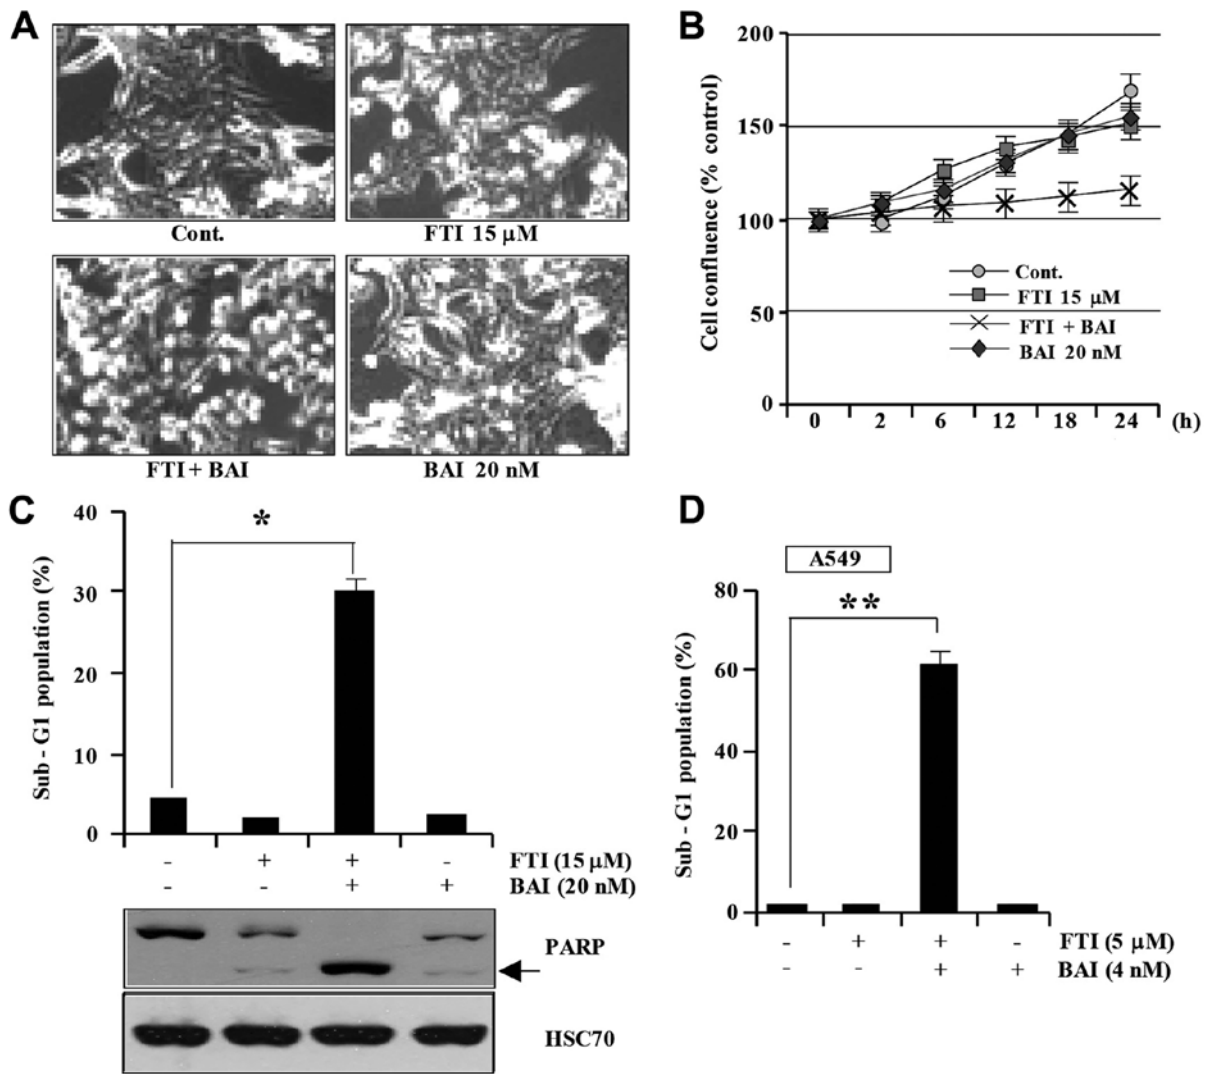 A
Cont.
FTI 15 μM
FTI + BAI
BAI 20 nM
B
Cell confluence (% control)
200
150
100
50
0
0 2 6 12 18 24 (h)
Cont.
FTI 15 μM
FTI + BAI
BAI 20 nM
C
Sub - G1 population (%)
40
30
20
10
0
*
- + + - FTI (15 μM)
- - + + BAI (20 nM)
PARP
HSC70
D
A549
Sub - G1 population (%)
80
60
40
20
0
**
- + + - FTI (5 μM)
- - + + BAI (4 nM)